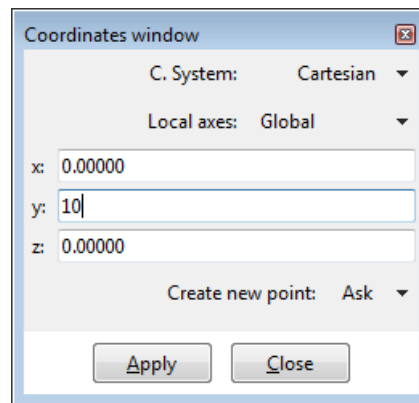 Coordinates window
C. System: Cartesian
Local axes: Global
x: 0.00000
y: 10
z: 0.00000
Create new point: Ask
Apply Close